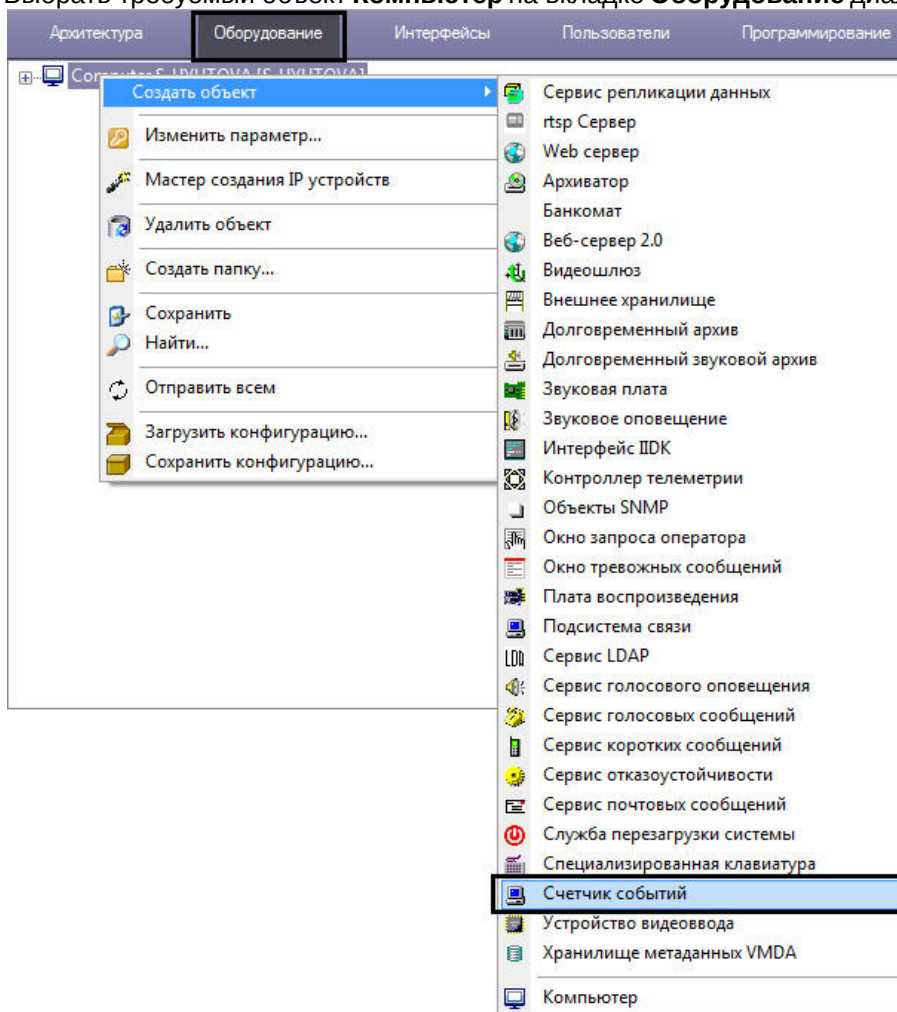 Выбрать требуемый объект Компьютер на вкладке Оборудование
Архитектура Оборудование Интерфейсы Пользователи Программирование
Создать объект
Изменить параметр...
Мастер создания IP устройств
Удалить объект
Создать папку...
Сохранить
Найти...
Отправить всем
Загрузить конфигурацию...
Сохранить конфигурацию...
Сервис репликации данных
rtsp Сервер
Web сервер
Архиватор
Банкомат
Веб-сервер 2.0
Видеошлюз
Внешнее хранилище
Долговременный архив
Долговременный звуковой архив
Звуковая плата
Звуковое оповещение
Интерфейс IIDK
Контроллер телеметрии
Объекты SNMP
Окно запроса оператора
Окно тревожных сообщений
Плата воспроизведения
Подсистема связи
Сервис LDAP
Сервис голосового оповещения
Сервис голосовых сообщений
Сервис коротких сообщений
Сервис отказоустойчивости
Сервис почтовых сообщений
Служба перезагрузки системы
Специализированная клавиатура
Счетчик событий
Устройство видеоввода
Хранилище метаданных VMDA
Компьютер